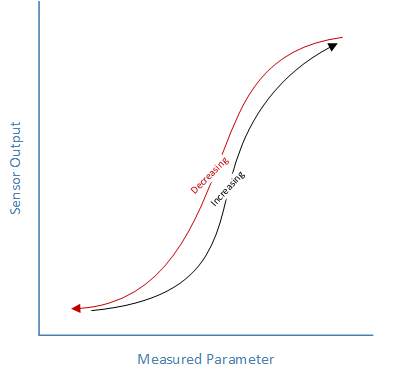 Sensor Output
Decreasing
Increasing
Measured Parameter